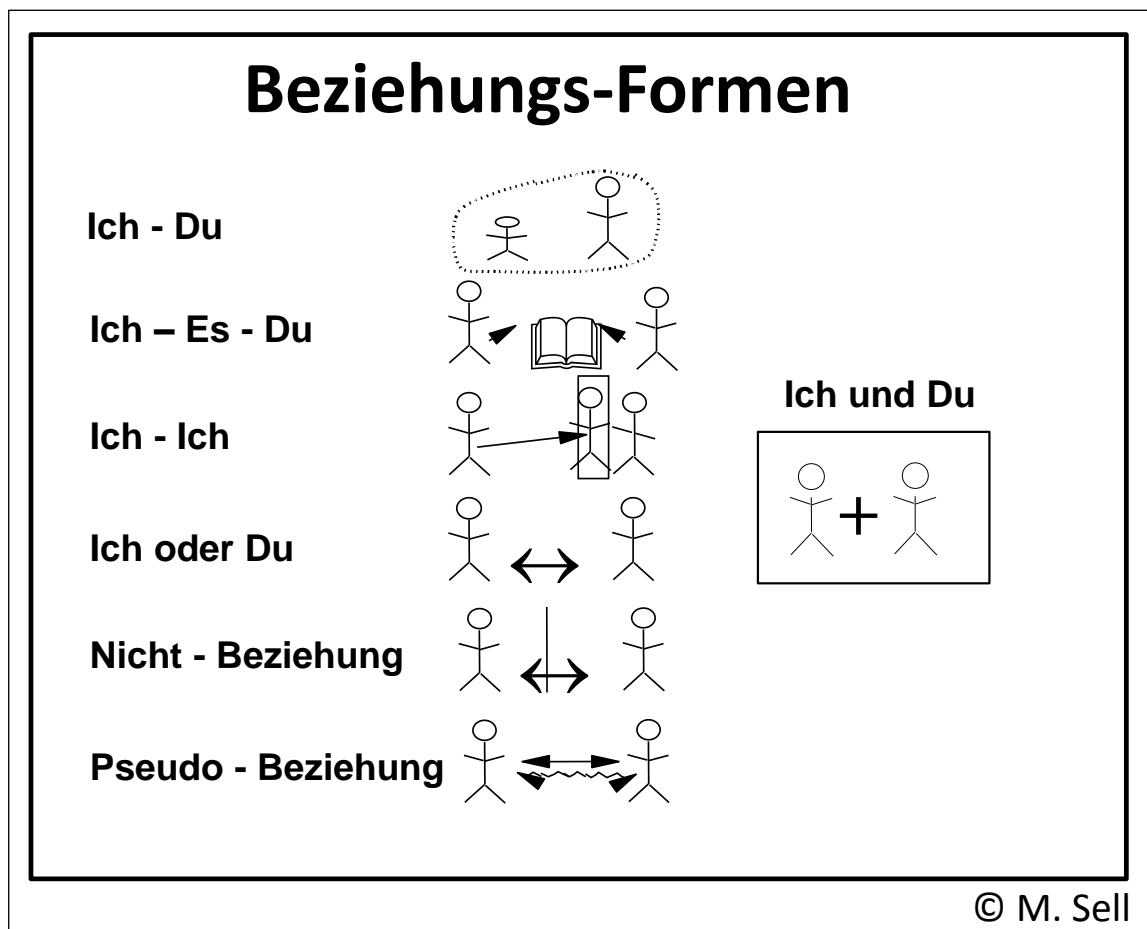 Beziehungs-Formen
Ich - Du
Ich – Es - Du
Ich - Ich
Ich oder Du
Nicht - Beziehung
Pseudo - Beziehung
Ich und Du
© M. Sell